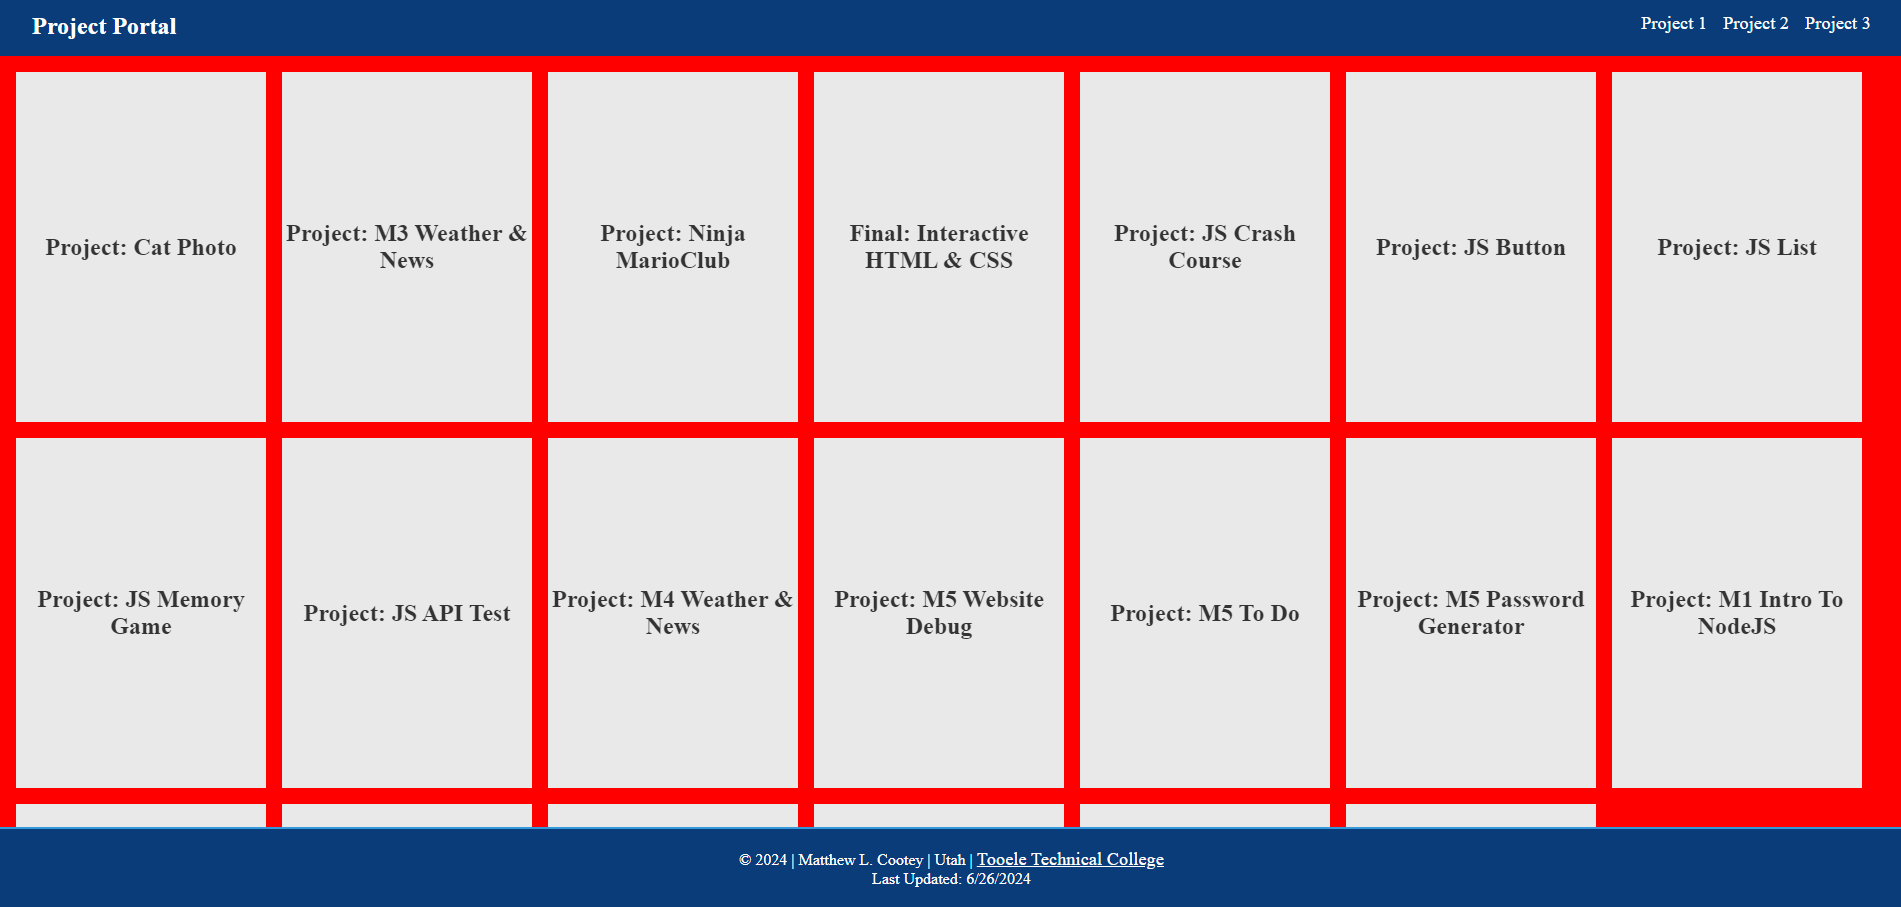 Project Portal
Project 1 Project 2 Project 3
Project: Cat Photo
Project: M3 Weather &
News
Project: Ninja
MarioClub
Final: Interactive
HTML & CSS
Project: JS Crash
Course
Project: JS Button
Project: JS List
Project: JS Memory
Game
Project: JS API Test
Project: M4 Weather &
News
Project: M5 Website
Debug
Project: M5 To Do
Project: M5 Password
Generator
Project: M1 Intro To
NodeJS
© 2024 | Matthew L. Cootey | Utah | Tooele Technical College
Last Updated: 6/26/2024